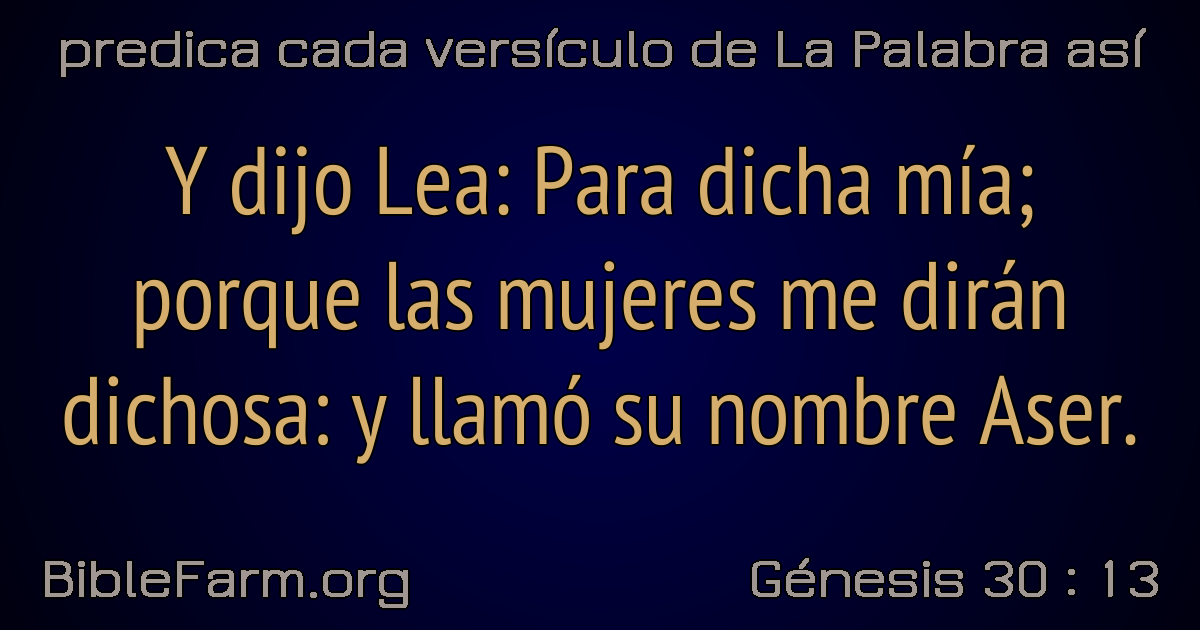 predica cada versículo de La Palabra así
Y dijo Lea: Para dicha mía;
porque las mujeres me dirán
dichosa: y llamó su nombre Aser.
BibleFarm.org
Génesis 30 : 13